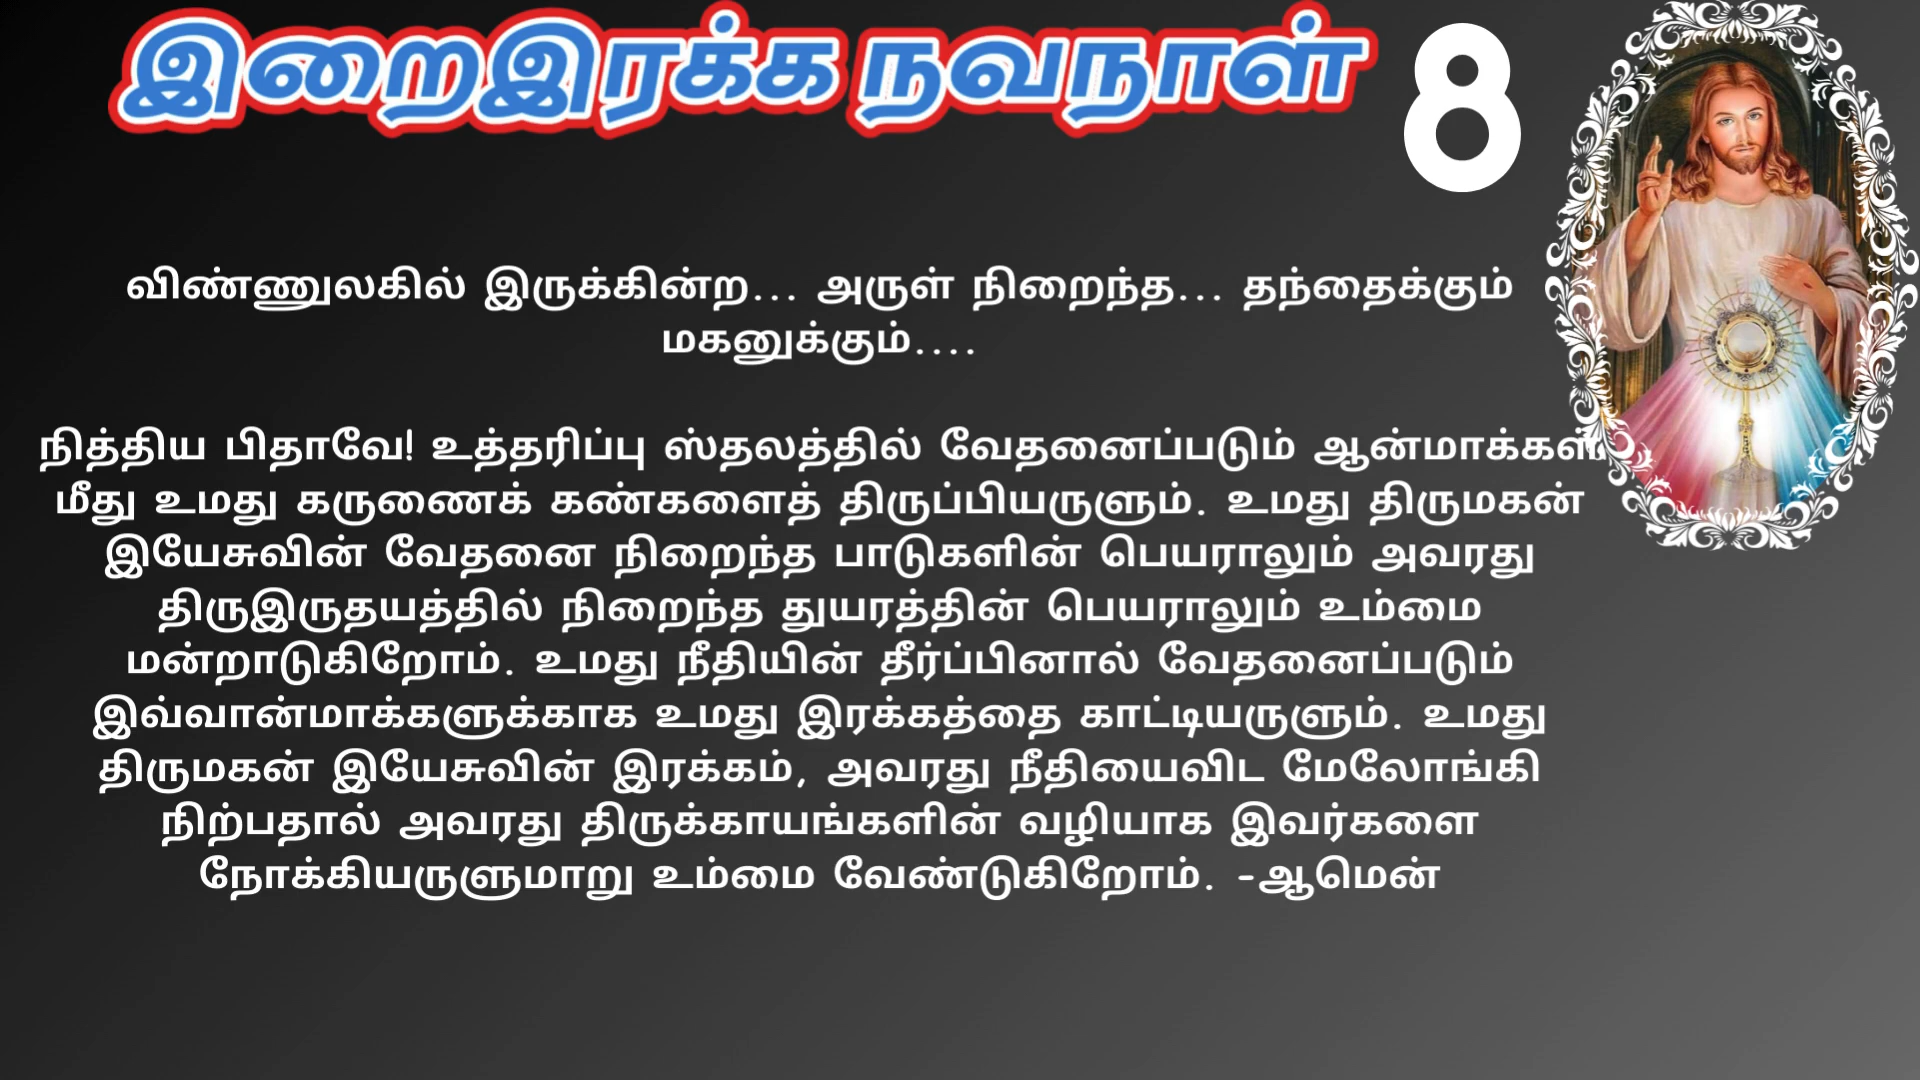 இறைஇரக்க நவநாள் 8
விண்ணுலகில் இருக்கின்ற... அருள் நிறைந்த... தந்தைக்கும்
மகனுக்கும்....
நித்திய பிதாவே! உத்தரிப்பு ஸ்தலத்தில் வேதனைப்படும் ஆன்மாக்கள்
மீது உமது கருணைக் கண்களைத் திருப்பியருளும். உமது திருமகன்
இயேசுவின் வேதனை நிறைந்த பாடுகளின் பெயராலும் அவரது
திருஇருதயத்தில் நிறைந்த துயரத்தின் பெயராலும் உம்மை
மன்றாடுகிறோம். உமது நீதியின் தீர்ப்பினால் வேதனைப்படும்
இவ்வான்மாக்களுக்காக உமது இரக்கத்தை காட்டியருளும். உமது
திருமகன் இயேசுவின் இரக்கம், அவரது நீதியைவிட மேலோங்கி
நிற்பதால் அவரது திருக்காயங்களின் வழியாக இவர்களை
நோக்கியருளுமாறு உம்மை வேண்டுகிறோம். -ஆமென்